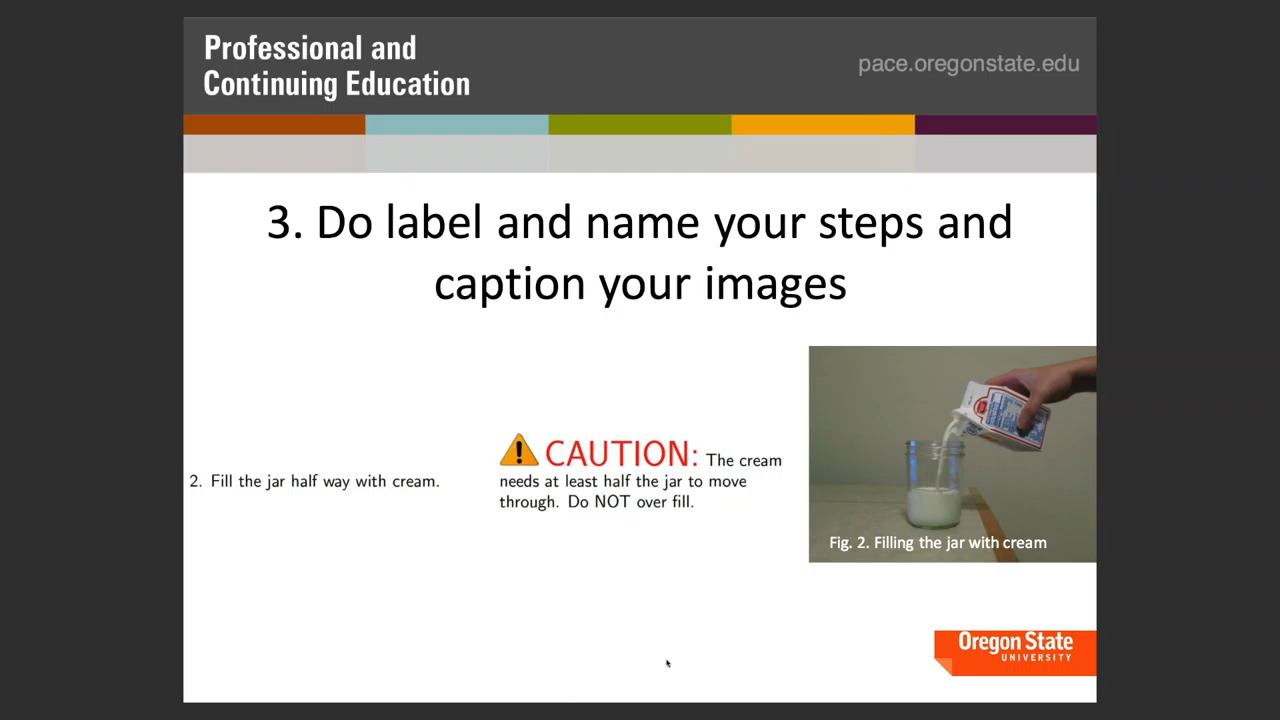 Professional and
Continuing Education
pace.oregonstate.edu
3. Do label and name your steps and
caption your images
2. Fill the jar half way with cream.
CAUTION: The cream
needs at least half the jar to move
through. Do NOT over fill.
Fig. 2. Filling the jar with cream
Oregon State
UNIVERSITY